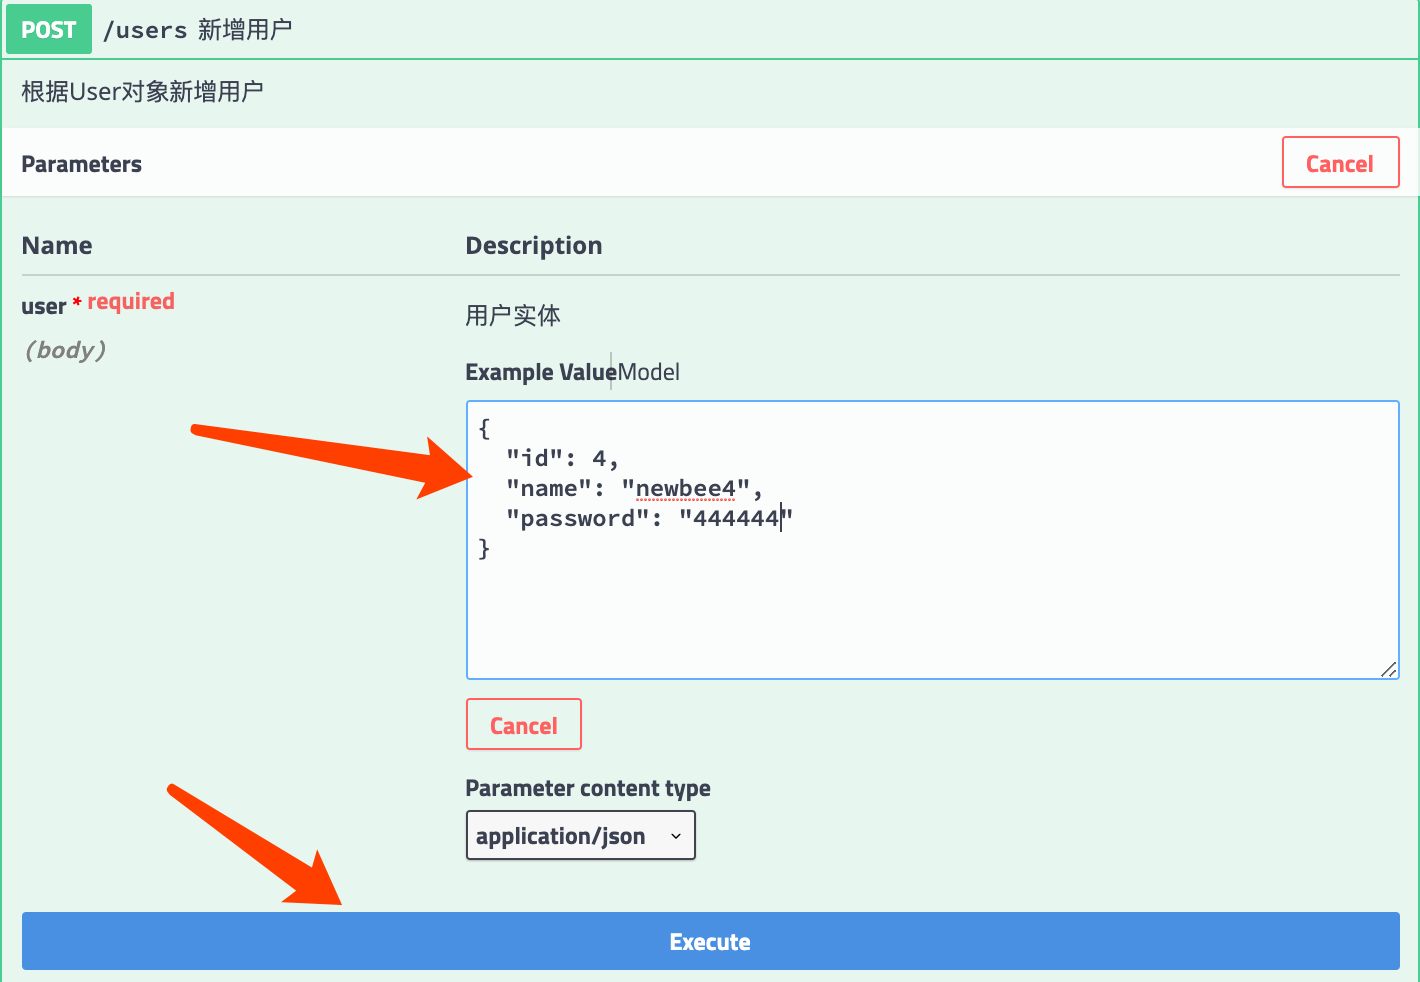 POST /users 新增用户
根据User对象新增用户
Parameters Cancel
Name Description
user * required
(body)
用户实体
Example Value Model
{
  "id": 4,
  "name": "newbee4",
  "password": "444444"
}
Cancel
Parameter content type
application/json
Execute